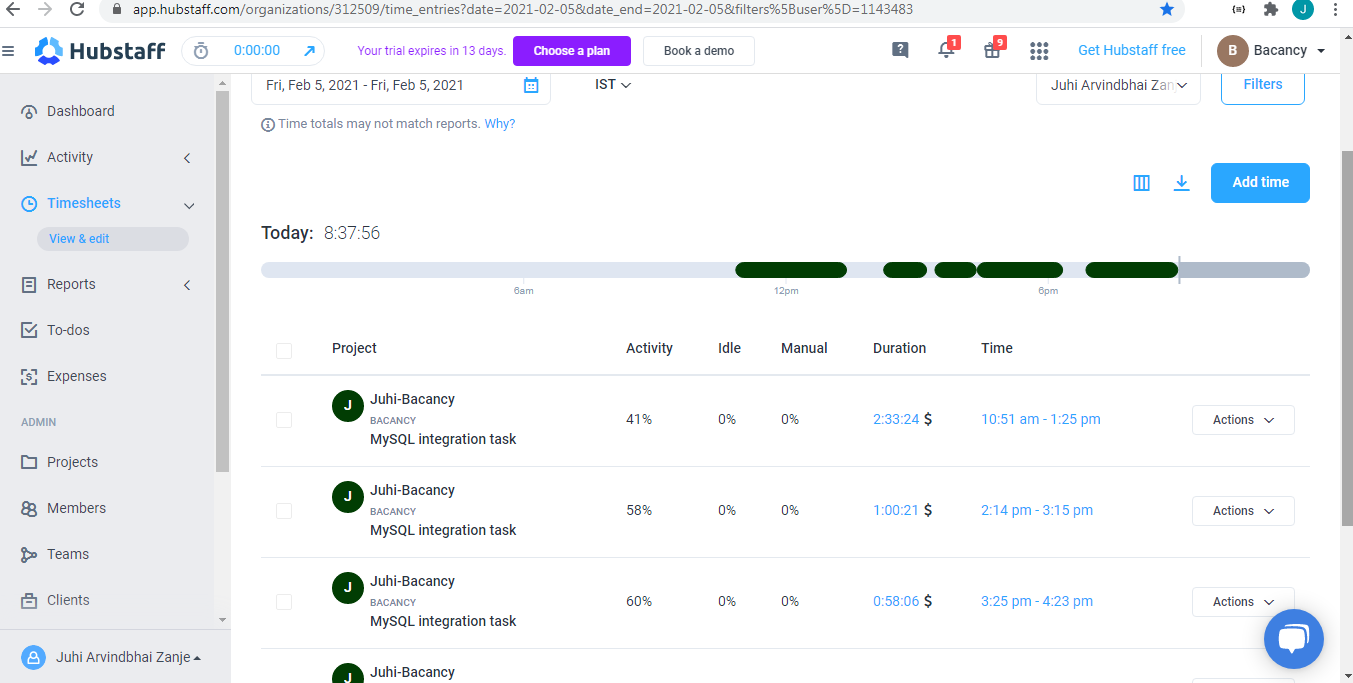 app.hubstaff.com/organizations/312509/time_entries?date=2021-02-05&date_end=2021-02-05&filters%5Buser%5D=1143483
J
Hubstaff
0:00:00
Your trial expires in 13 days.
Choose a plan
Book a demo
?
1
9
Get Hubstaff free
B
Bacancy
Dashboard
Activity
Timesheets
View & edit
Reports
To-dos
Expenses
ADMIN
Projects
Members
Teams
Clients
Juhi Arvindbhai Zanje
Fri, Feb 5, 2021 - Fri, Feb 5, 2021
IST
Juhi Arvindbhai Zan
Filters
Time totals may not match reports. Why?
Add time
Today: 8:37:56
6am 12pm 6pm
Project Activity Idle Manual Duration Time
J
Juhi-Bacancy
BACANCY
MySQL integration task
41% 0% 0% 2:33:24 $ 10:51 am - 1:25 pm Actions
J
Juhi-Bacancy
BACANCY
MySQL integration task
58% 0% 0% 1:00:21 $ 2:14 pm - 3:15 pm Actions
J
Juhi-Bacancy
BACANCY
MySQL integration task
60% 0% 0% 0:58:06 $ 3:25 pm - 4:23 pm Actions
J
Juhi-Bacancy